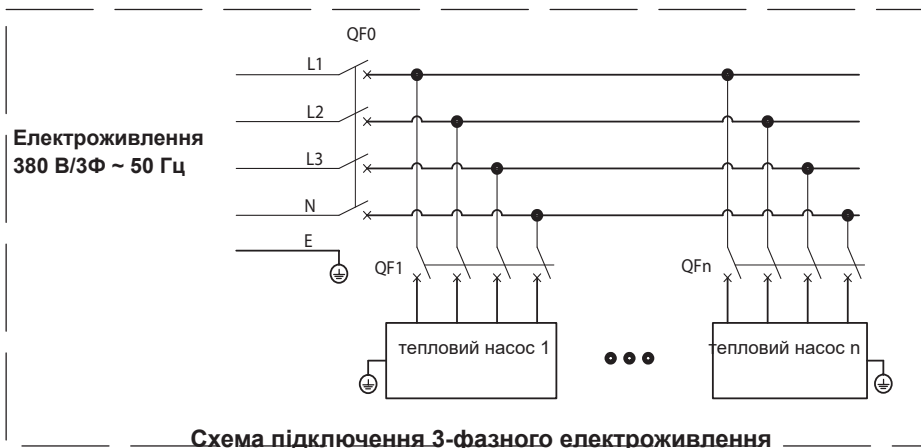 QF0
L1
L2
Електроживлення
380 В/3Ф ~ 50 Гц
L3
N
E
QF1
QFn
тепловий насос 1
тепловий насос n
Схема підключення 3-фазного електроживлення